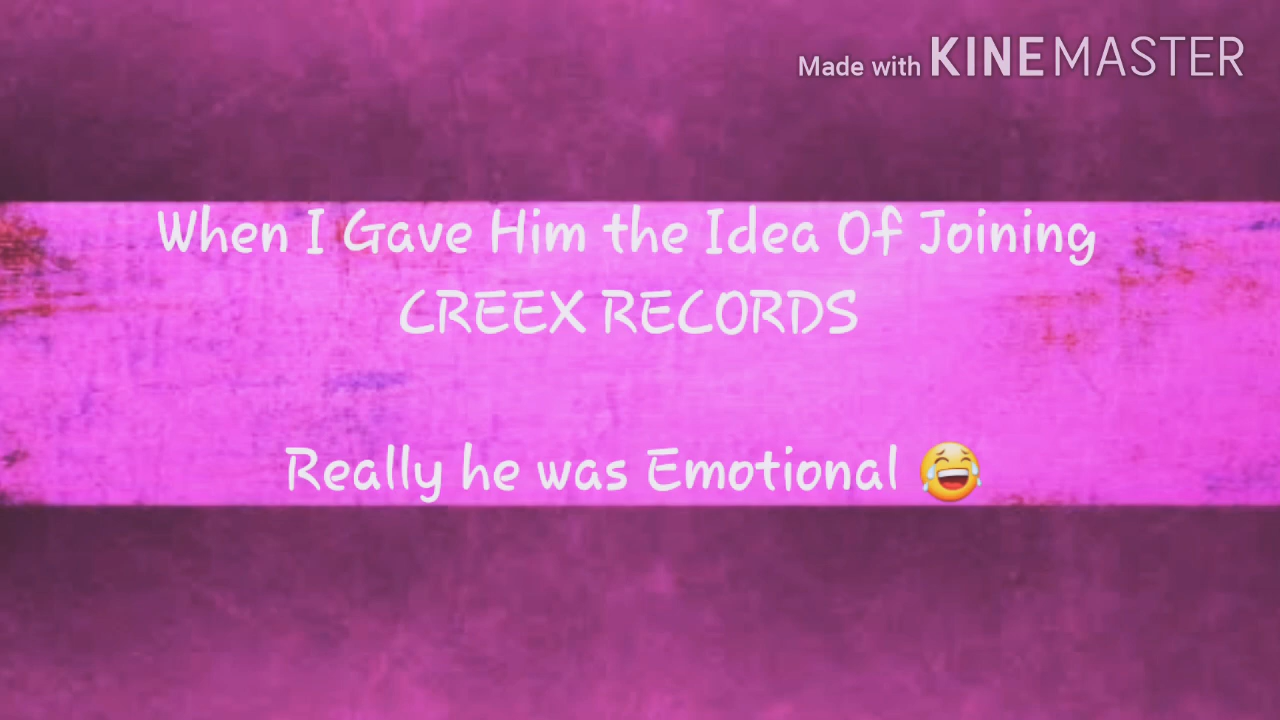 Made with KINEMASTER
When I Gave Him the Idea Of Joining
CREEX RECORDS
Really he was Emotional 😂